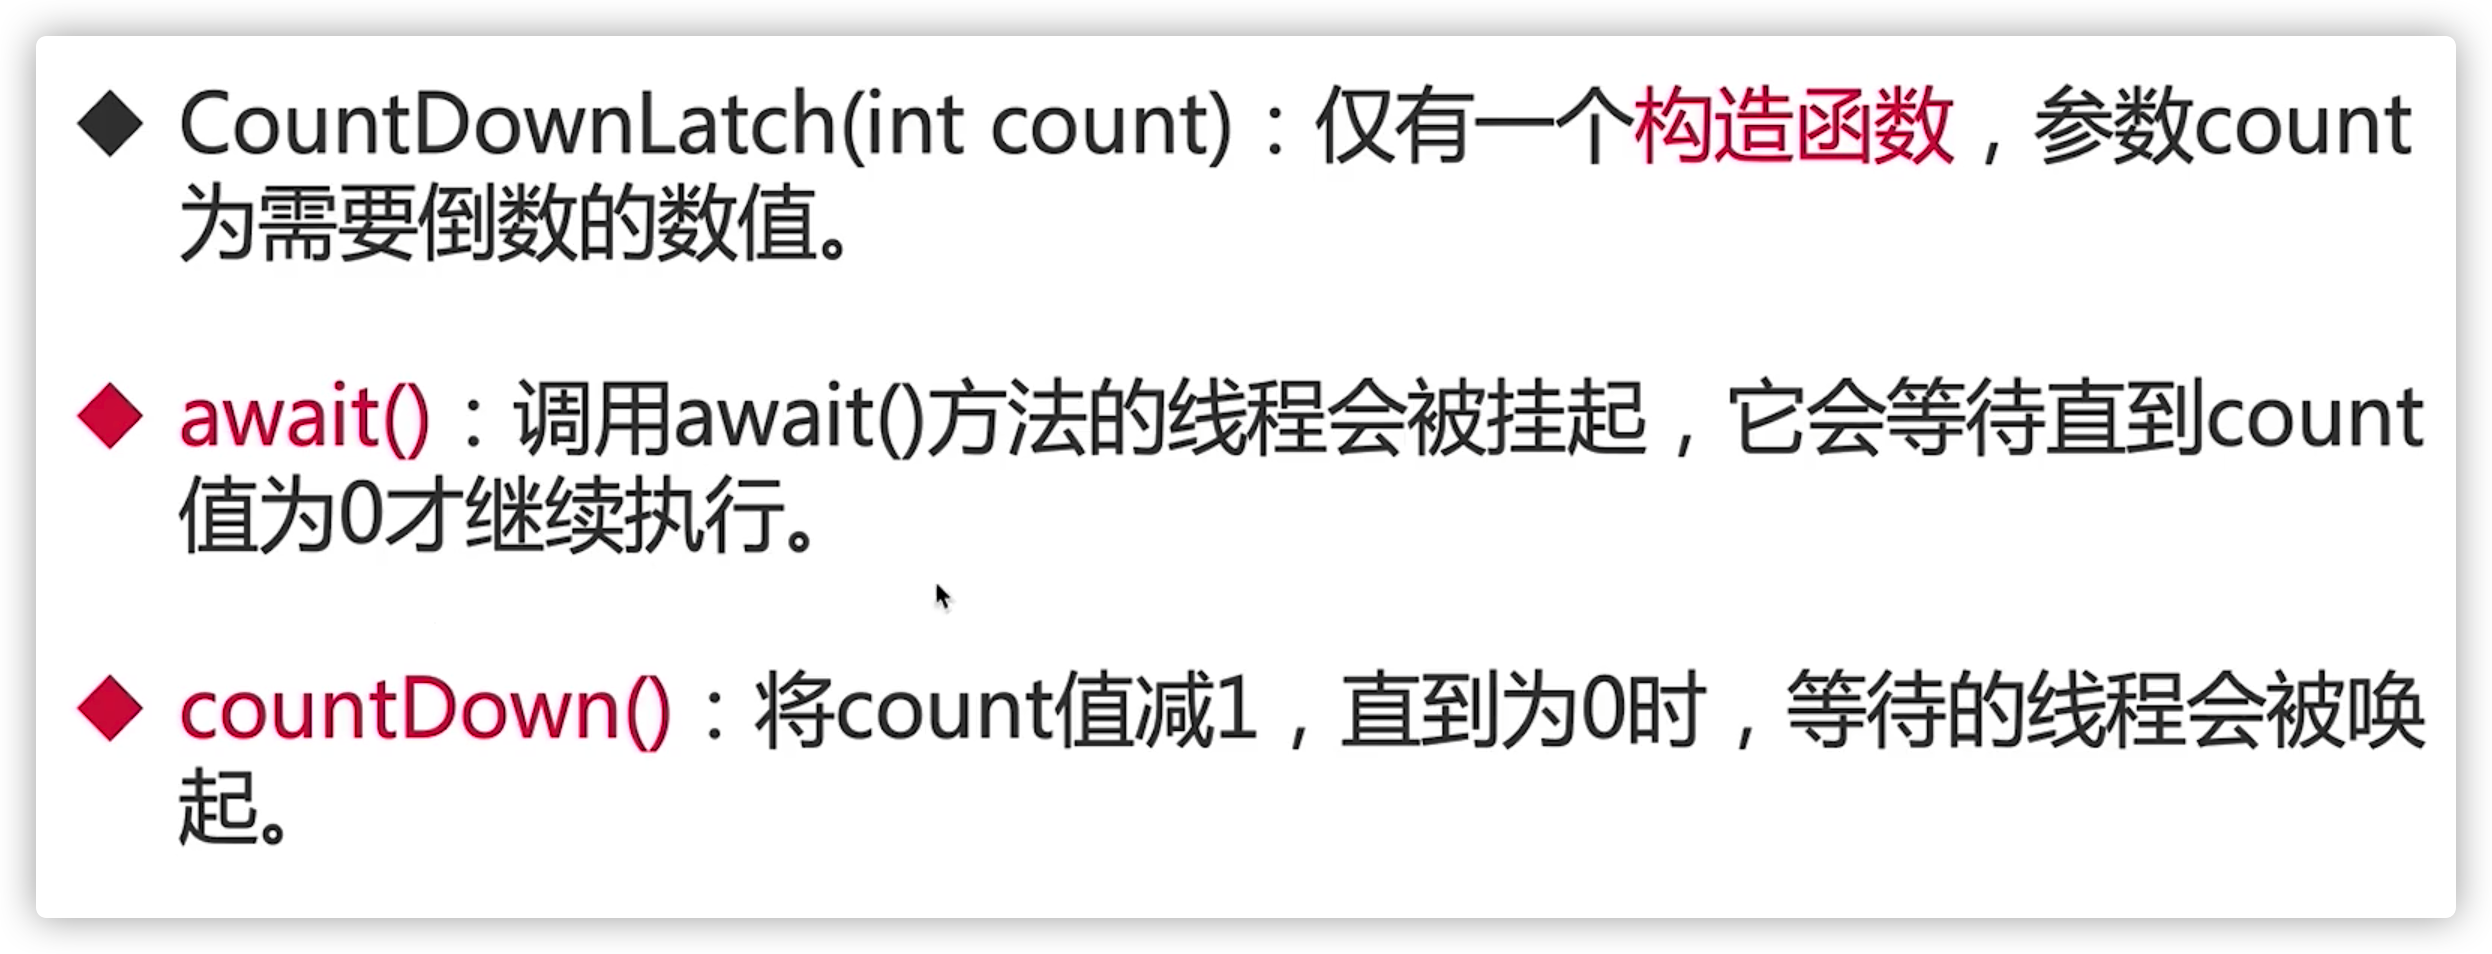 ◆ CountDownLatch(int count)：仅有一个构造函数，参数count
为需要倒数的数值。
◆ await()：调用await()方法的线程会被挂起，它会等待直到count
值为0才继续执行。
◆ countDown()：将count值减1，直到为0时，等待的线程会被唤
起。